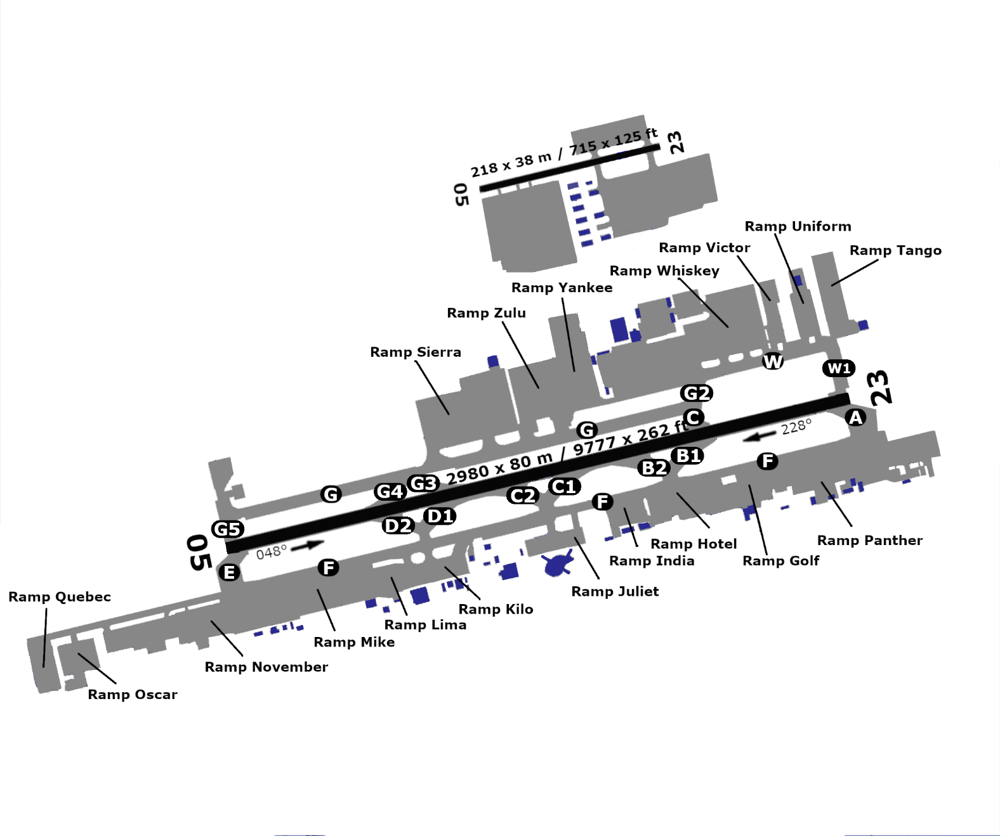 218 x 38 m / 715 x 125 ft
23
05
Ramp Uniform
Ramp Victor
Ramp Tango
Ramp Whiskey
Ramp Yankee
Ramp Zulu
Ramp Sierra
W
W1
23
G2
C
A
G
228°
2980 x 80 m / 9777 x 262 ft
B1
B2
F
G3
G4
G
C1
C2
F
D1
D2
G5
05
048°
E
F
Ramp Hotel
Ramp Panther
Ramp India
Ramp Golf
Ramp Juliet
Ramp Quebec
Ramp Kilo
Ramp Lima
Ramp Mike
Ramp November
Ramp Oscar